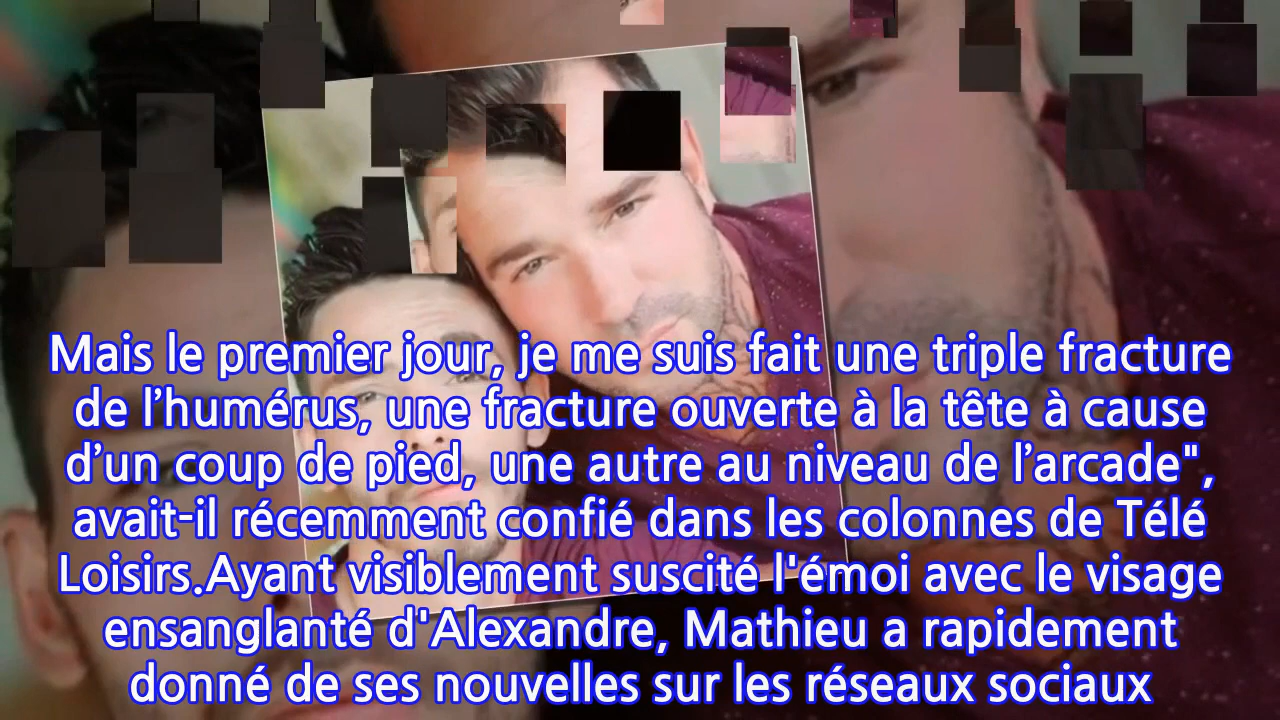 Mais le premier jour, je me suis fait une triple fracture
de l’humérus, une fracture ouverte à la tête à cause
d’un coup de pied, une autre au niveau de l’arcade",
avait-il récemment confié dans les colonnes de Télé
Loisirs.Ayant visiblement suscité l'émoi avec le visage
ensanglanté d'Alexandre, Mathieu a rapidement
donné de ses nouvelles sur les réseaux sociaux